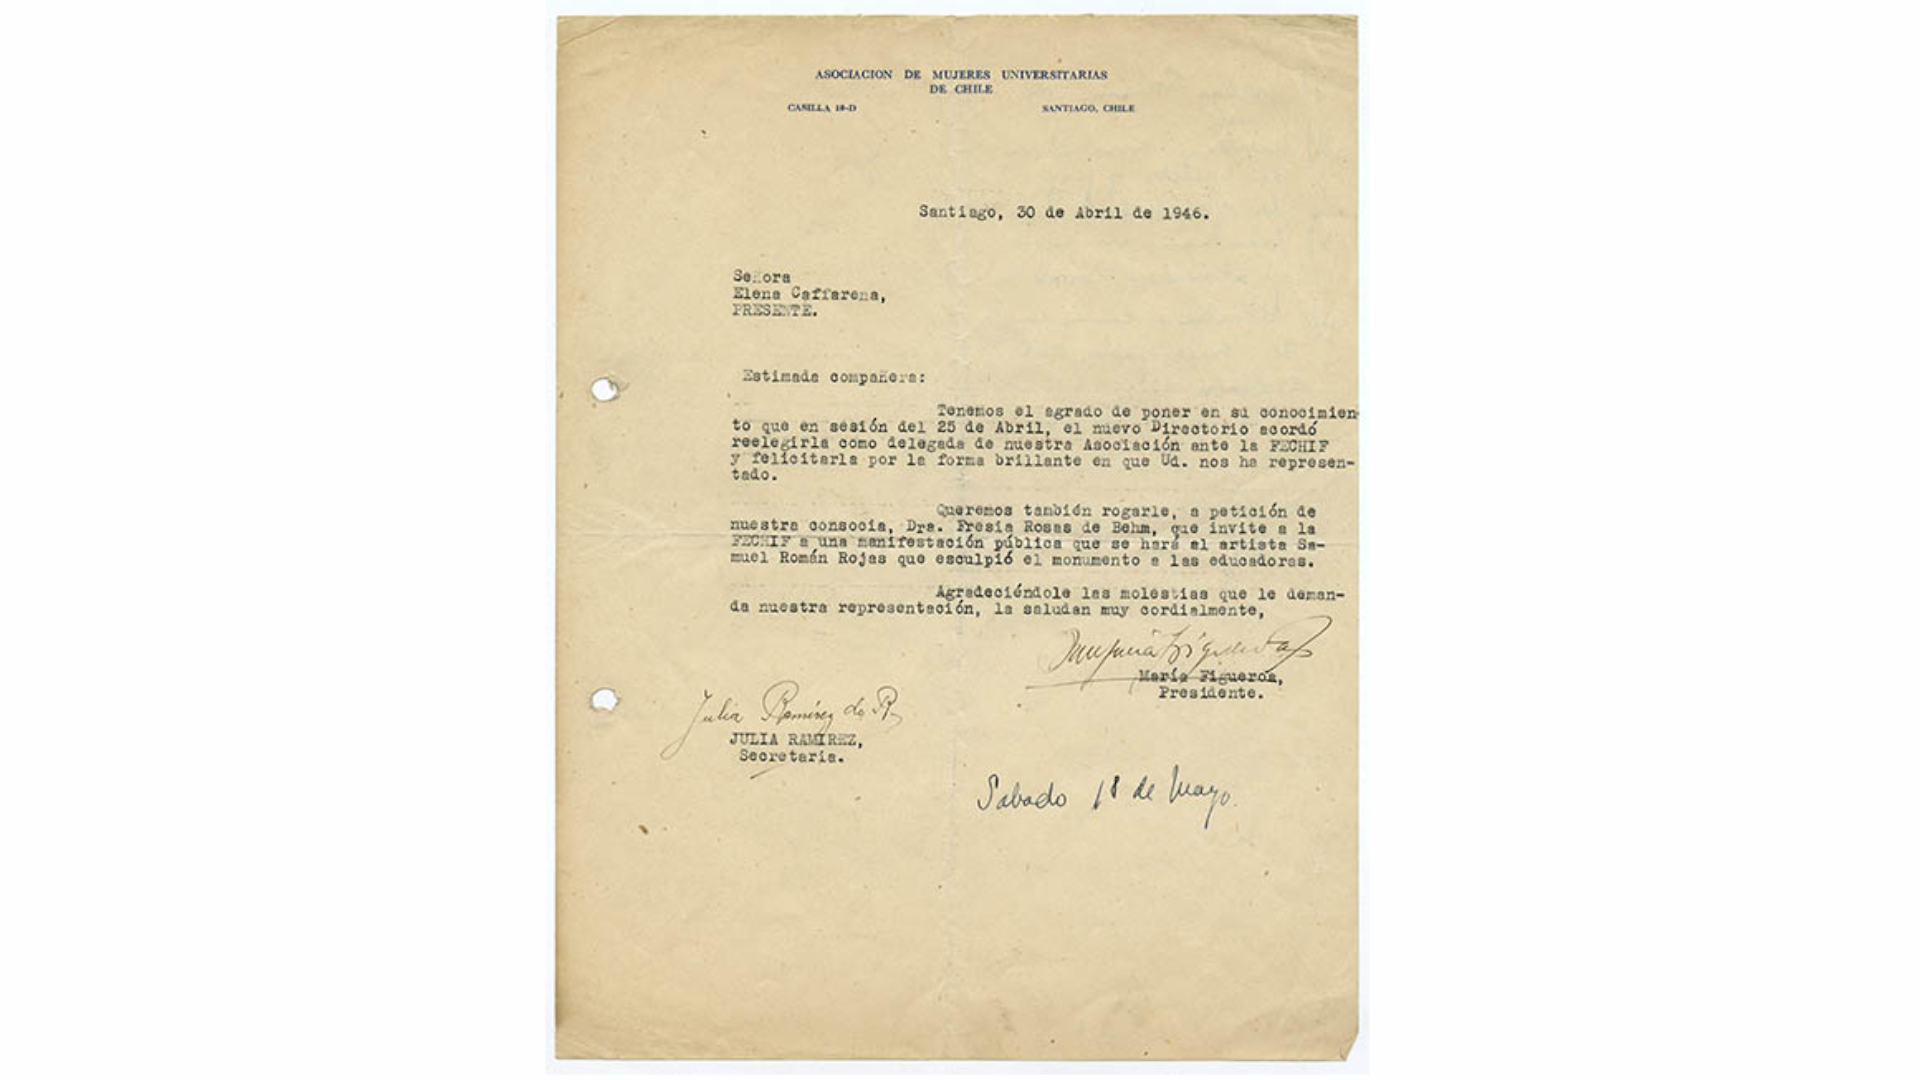 ASOCIACION DE MUJERES UNIVERSITARIAS
DE CHILE
CASILLA 18-D SANTIAGO, CHILE
Santiago, 30 de Abril de 1946.
Señora
Elena Caffarena,
PRESENTE.
Estimada compañera:
Tenemos el agrado de poner en su conocimien-
to que en sesión del 25 de Abril, el nuevo Directorio acordó
reelegirla como delegada de nuestra Asociación ante la FECHIF
y felicitarla por la forma brillante en que Ud. nos ha represen-
tado.
Queremos también rogarle, a petición de
nuestra consocia, Dra. Fresia Rosas de Behm, que invite a la
FECHIF a una manifestación pública que se hará al artista Sa-
muel Román Rojas que esculpió el monumento a las educadoras.
Agradeciéndole las molestias que le deman-
da nuestra representación, la saludan muy cordialmente,
María Figueroa,
Presidente.
Julia Ramírez de R.
JULIA RAMIREZ,
Secretaria.
Sabado 18 de Mayo.